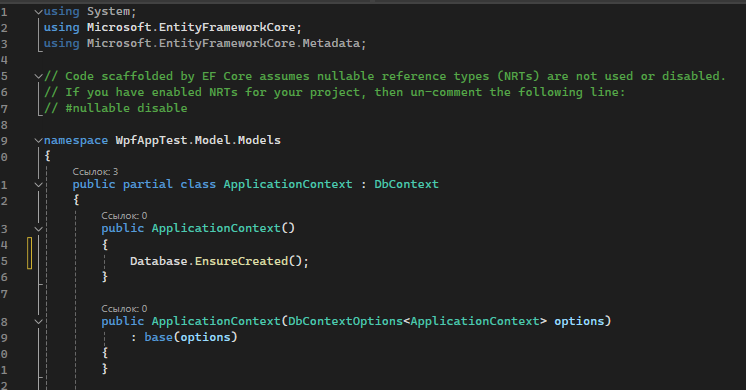 1 using System;
2 using Microsoft.EntityFrameworkCore;
3 using Microsoft.EntityFrameworkCore.Metadata;
4
5 // Code scaffolded by EF Core assumes nullable reference types (NRTs) are not used or disabled.
6 // If you have enabled NRTs for your project, then un-comment the following line:
7 // #nullable disable
8
9 namespace WpfAppTest.Model.Models
0 {
Ссылок: 3
1 public partial class ApplicationContext : DbContext
2 {
Ссылок: 0
3 public ApplicationContext()
4 {
5 Database.EnsureCreated();
6 }
7
Ссылок: 0
8 public ApplicationContext(DbContextOptions<ApplicationContext> options)
9 : base(options)
0 {
1 }
2